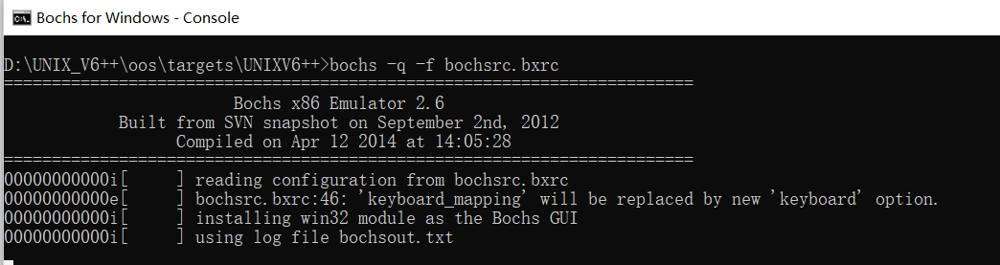 Bochs for Windows - Console
D:\UNIX_V6++\oos\targets\UNIXV6++>bochs -q -f bochsrc.bxrc
========================================================================
Bochs x86 Emulator 2.6
Built from SVN snapshot on September 2nd, 2012
Compiled on Apr 12 2014 at 14:05:28
========================================================================
00000000000i[     ] reading configuration from bochsrc.bxrc
00000000000e[     ] bochsrc.bxrc:46: 'keyboard_mapping' will be replaced by new 'keyboard' option.
00000000000i[     ] installing win32 module as the Bochs GUI
00000000000i[     ] using log file bochsout.txt